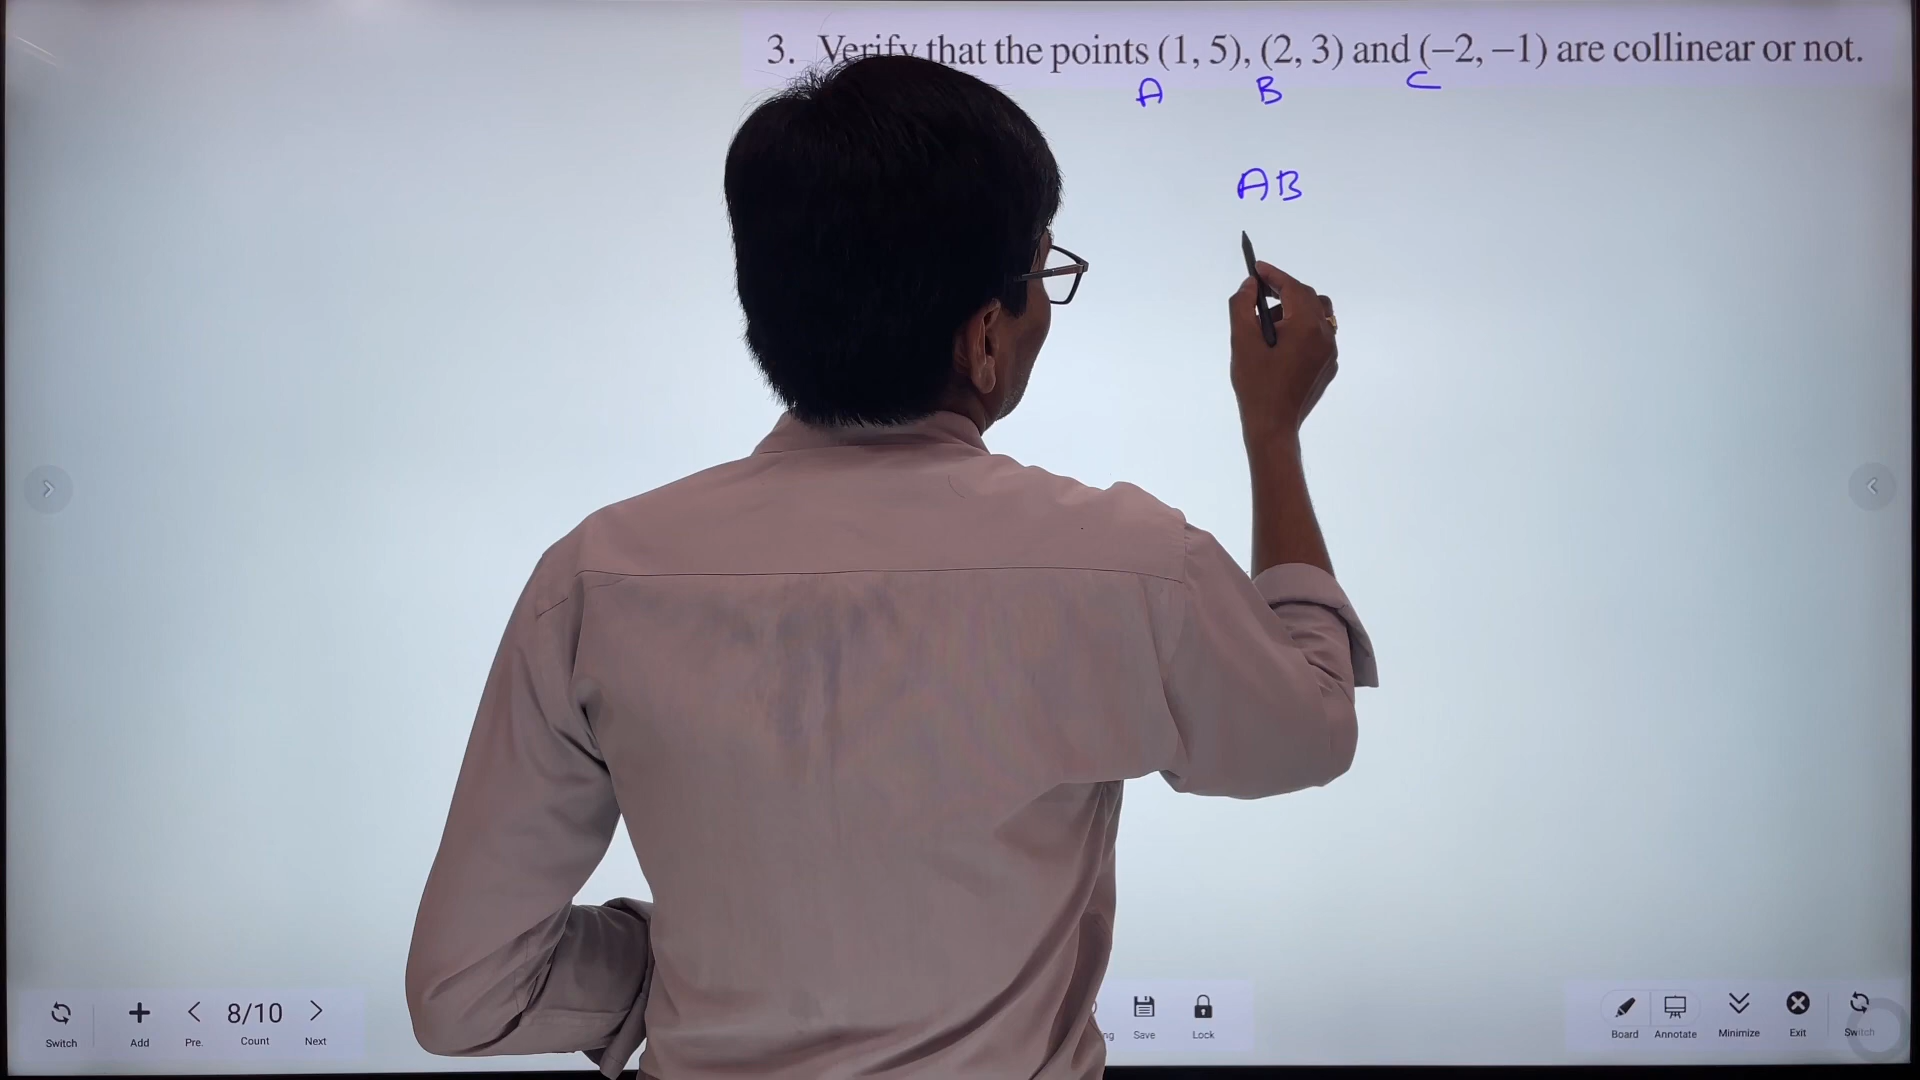 3. Verify that the points (1, 5), (2, 3) and (−2, −1) are collinear or not.
A B C
AB
Switch Add Pre. 8/10 Count Next ng Save Lock Board Annotate Minimize Exit Switch